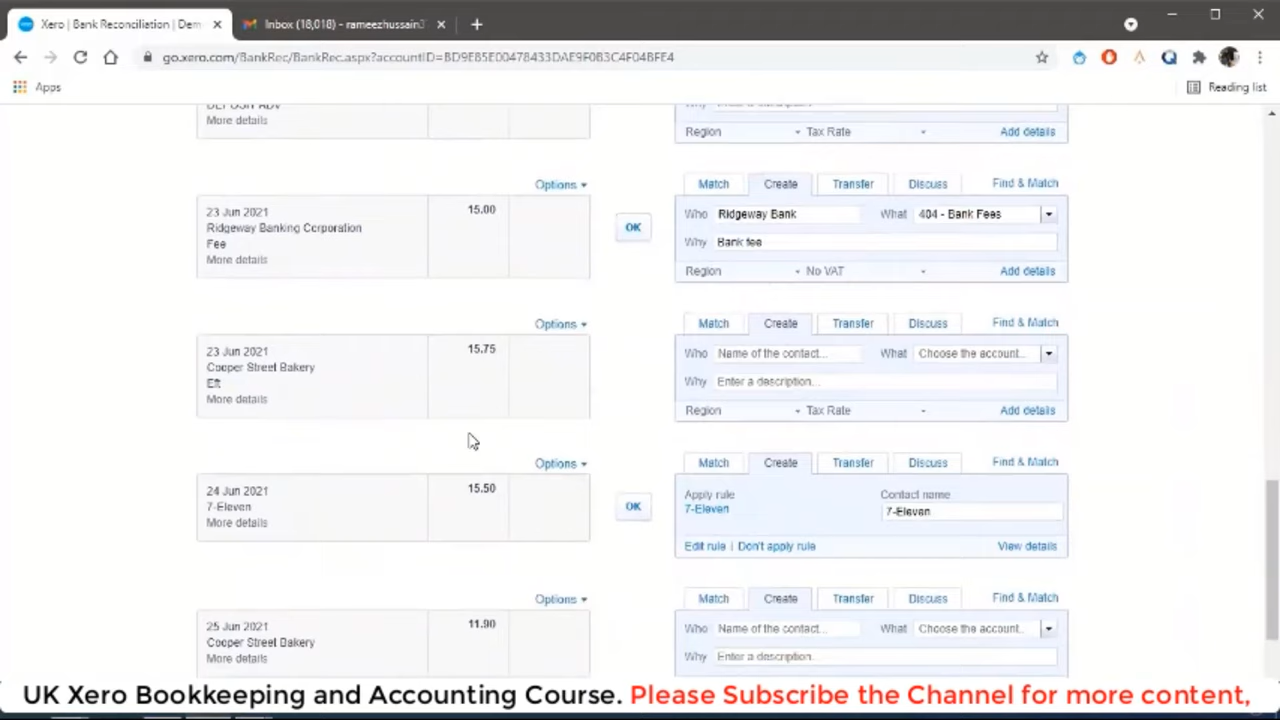 Xero | Bank Reconciliation | Dem
Inbox (18,018) - rameezhussain3
go.xero.com/BankRec/BankRec.aspx?accountID=BD9E85E00478433DAE9F0B3C4F04BFE4
Apps
Reading list
More details
Region Tax Rate Add details
Options
Match Create Transfer Discuss Find & Match
23 Jun 2021 15.00
Ridgeway Banking Corporation
Fee
More details
OK
Who Ridgeway Bank What 404 - Bank Fees
Why Bank fee
Region No VAT Add details
Options
Match Create Transfer Discuss Find & Match
23 Jun 2021 15.75
Cooper Street Bakery
Eft
More details
Who Name of the contact... What Choose the account...
Why Enter a description...
Region Tax Rate Add details
Options
Match Create Transfer Discuss Find & Match
24 Jun 2021 15.50
7-Eleven
More details
OK
Apply rule Contact name
7-Eleven 7-Eleven
Edit rule | Don't apply rule View details
Options
Match Create Transfer Discuss Find & Match
25 Jun 2021 11.90
Cooper Street Bakery
More details
Who Name of the contact... What Choose the account...
Why Enter a description...
UK Xero Bookkeeping and Accounting Course. Please Subscribe the Channel for more content,